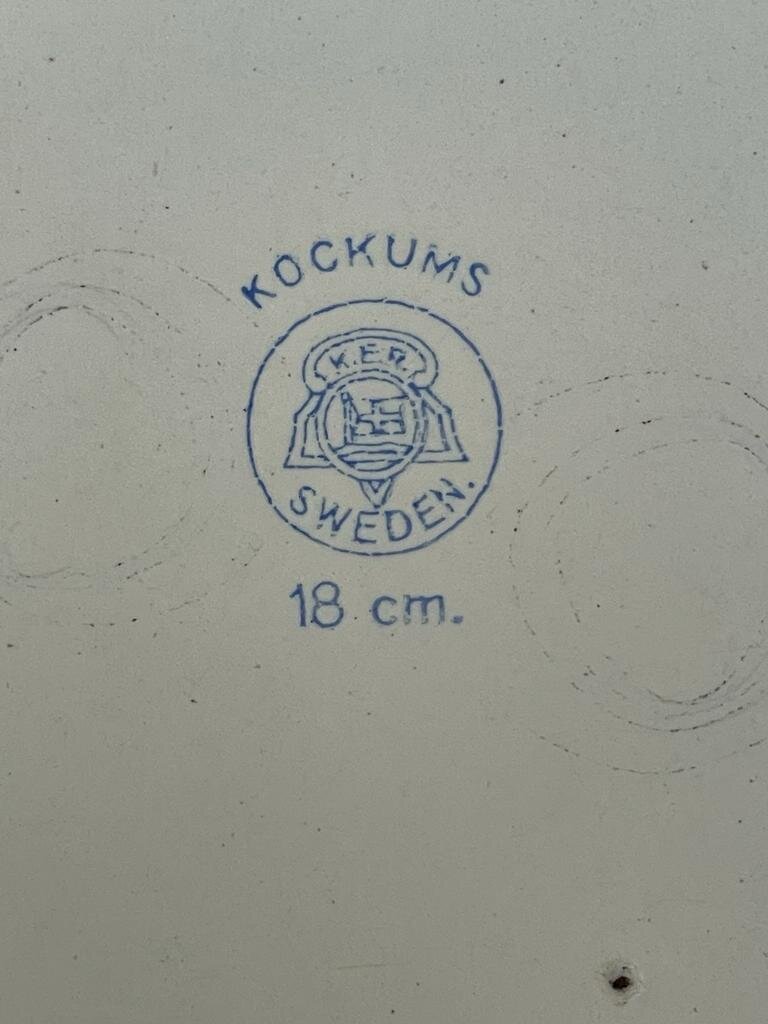 KOCKUMS
K.E.R.
SWEDEN.
18 cm.